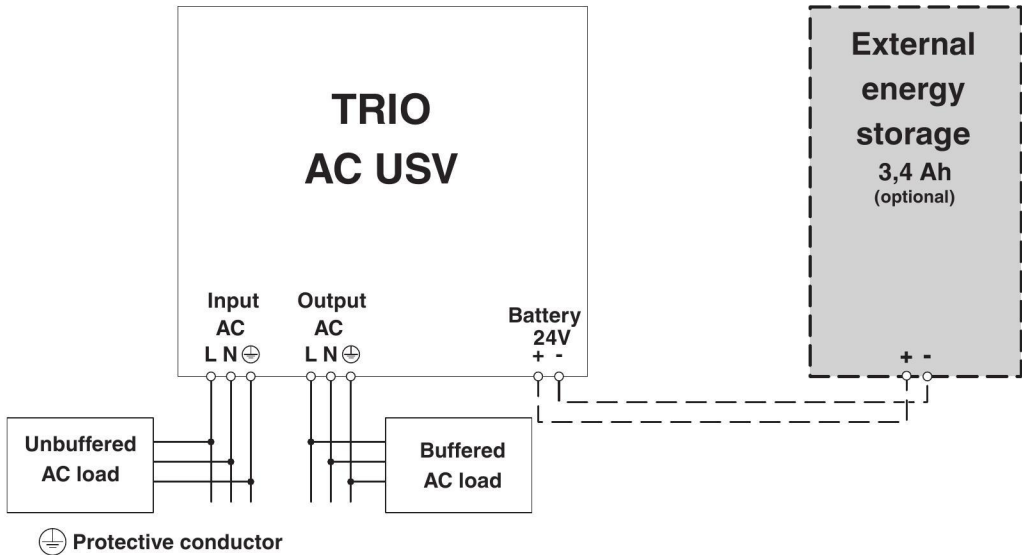 TRIO
AC USV
External
energy
storage
3,4 Ah
(optional)
Input
AC
L N
Output
AC
L N
Battery
24V
+ -
+ -
Unbuffered
AC load
Buffered
AC load
Protective conductor